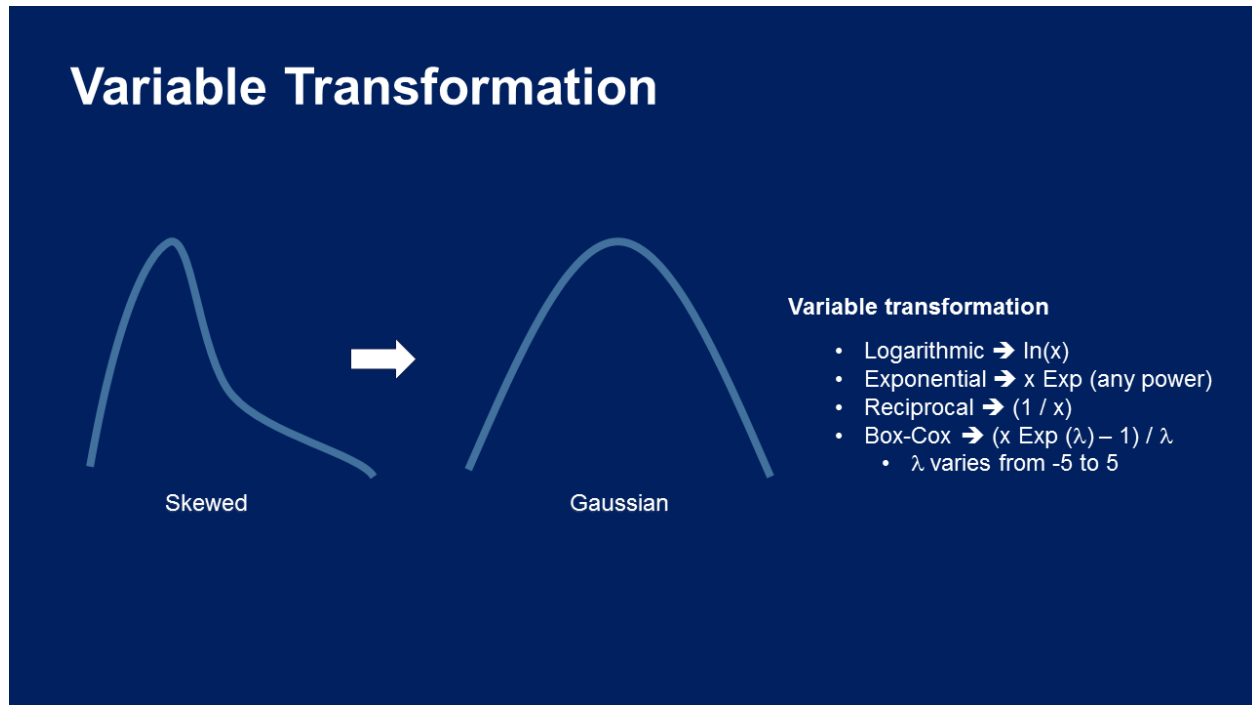 Variable Transformation
Skewed
Gaussian
Variable transformation
• Logarithmic ➔ ln(x)
• Exponential ➔ x Exp (any power)
• Reciprocal ➔ (1 / x)
• Box-Cox ➔ (x Exp (λ) – 1) / λ
• λ varies from -5 to 5